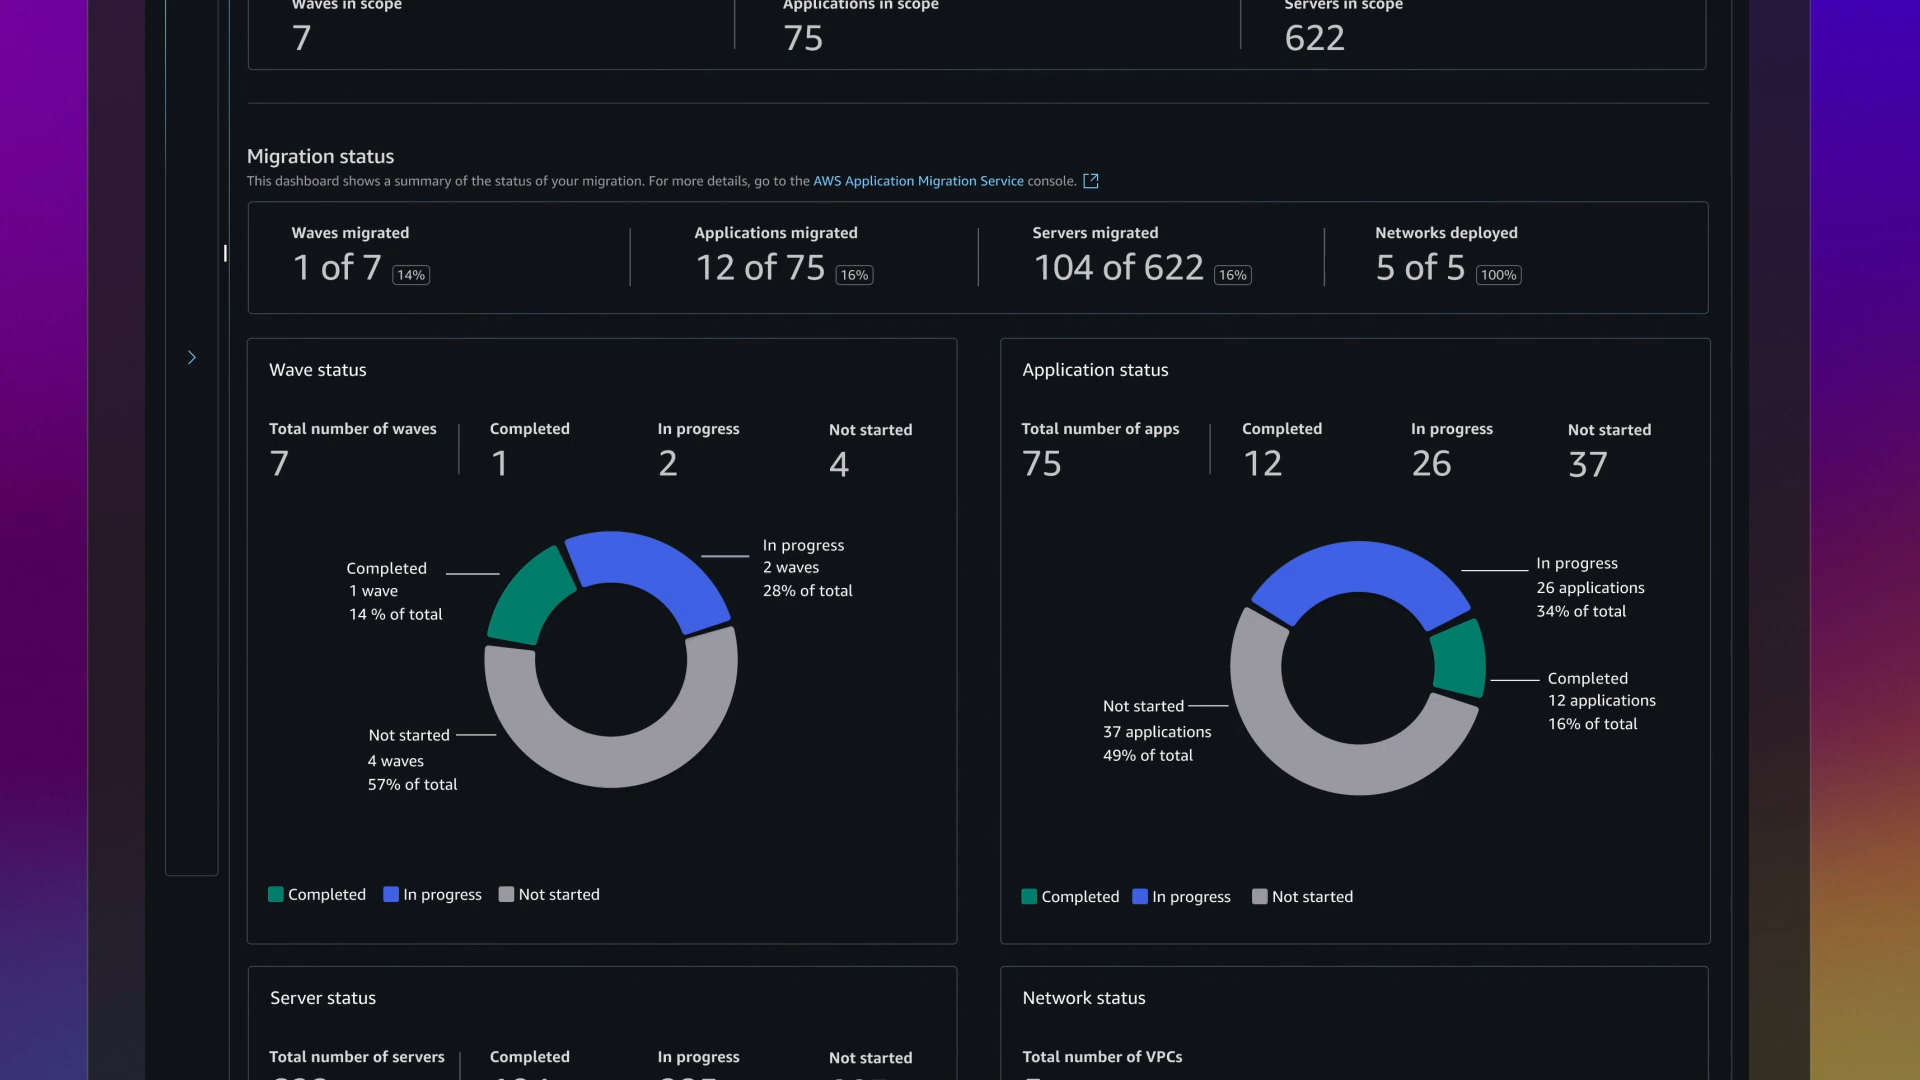 Waves in scope
Applications in scope
Servers in scope
7
75
622
Migration status
This dashboard shows a summary of the status of your migration. For more details, go to the AWS Application Migration Service console.
Waves migrated
Applications migrated
Servers migrated
Networks deployed
1 of 7 14%
12 of 75 16%
104 of 622 16%
5 of 5 100%
Wave status
Total number of waves
Completed
In progress
Not started
7
1
2
4
In progress
2 waves
28% of total
Completed
1 wave
14 % of total
Not started
4 waves
57% of total
Completed
In progress
Not started
Application status
Total number of apps
Completed
In progress
Not started
75
12
26
37
In progress
26 applications
34% of total
Completed
12 applications
16% of total
Not started
37 applications
49% of total
Completed
In progress
Not started
Server status
Total number of servers
Completed
In progress
Not started
Network status
Total number of VPCs